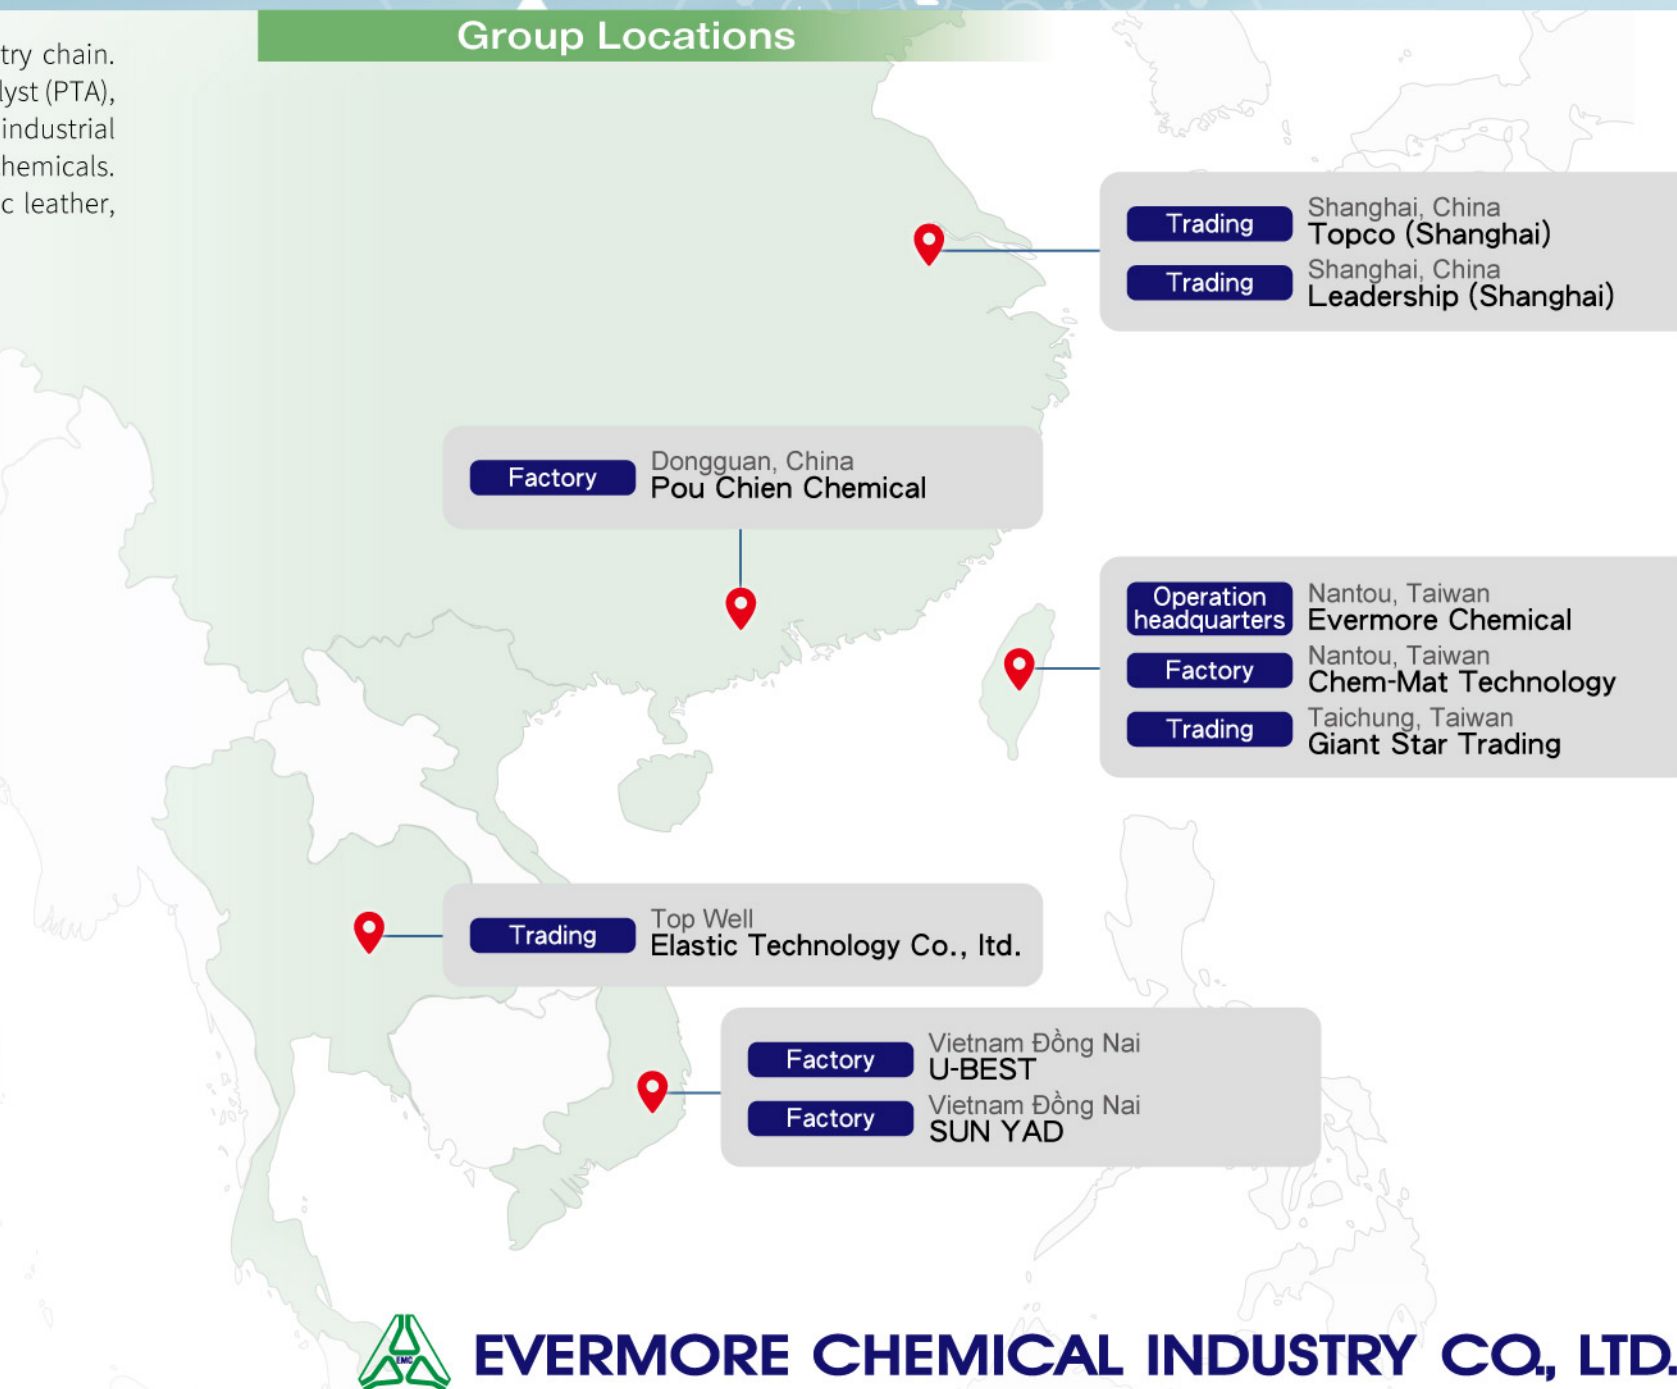 Group Locations
try chain.
lyst (PTA),
industrial
hemicals.
c leather,
Trading
Shanghai, China
Topco (Shanghai)
Trading
Shanghai, China
Leadership (Shanghai)
Factory
Dongguan, China
Pou Chien Chemical
Operation
headquarters
Nantou, Taiwan
Evermore Chemical
Factory
Nantou, Taiwan
Chem-Mat Technology
Trading
Taichung, Taiwan
Giant Star Trading
Trading
Top Well
Elastic Technology Co., ltd.
Factory
Vietnam Đồng Nai
U-BEST
Factory
Vietnam Đồng Nai
SUN YAD
EMC
EVERMORE CHEMICAL INDUSTRY CO., LTD.